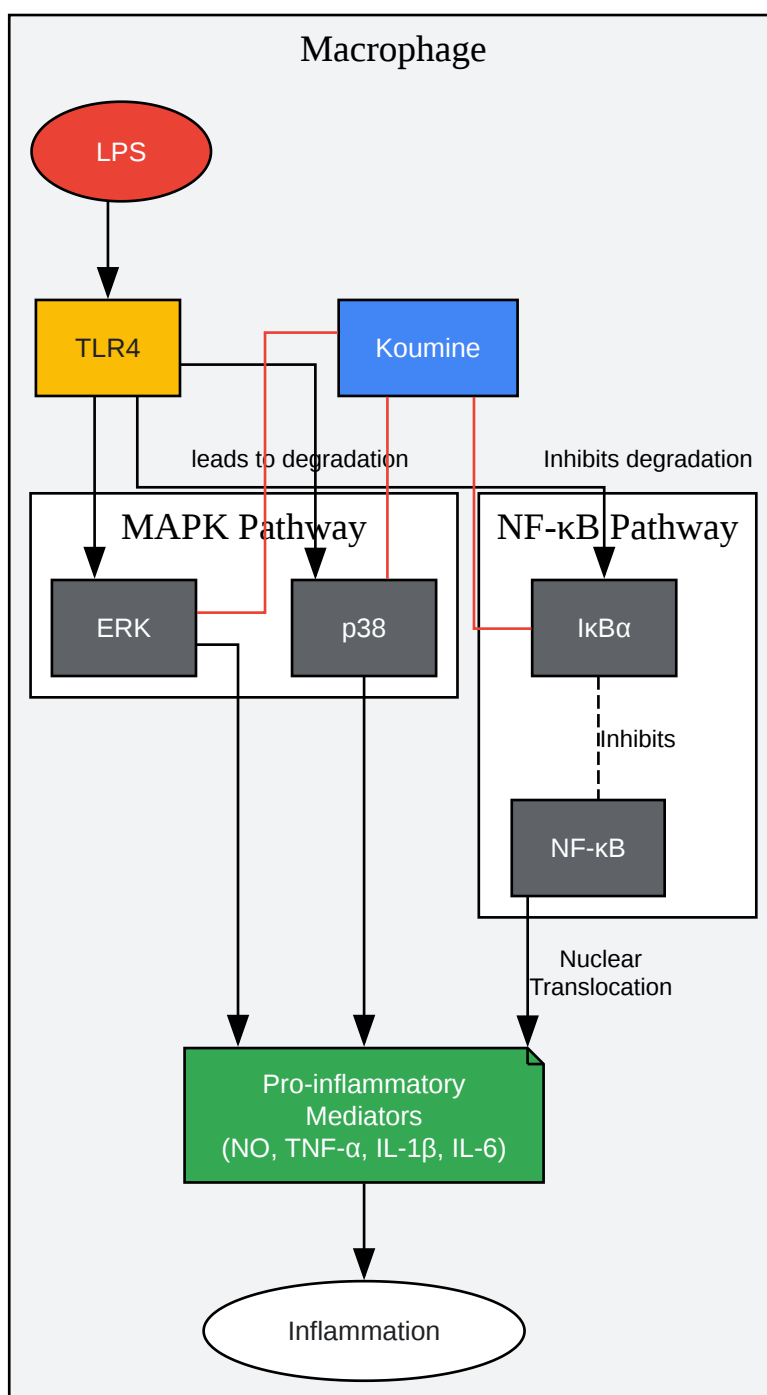 Macrophage
LPS
TLR4
Koumine
leads to degradation
Inhibits degradation
MAPK Pathway
NF-κB Pathway
ERK
p38
IκBα
Inhibits
NF-κB
Nuclear
Translocation
Pro-inflammatory
Mediators
(NO, TNF-α, IL-1β, IL-6)
Inflammation